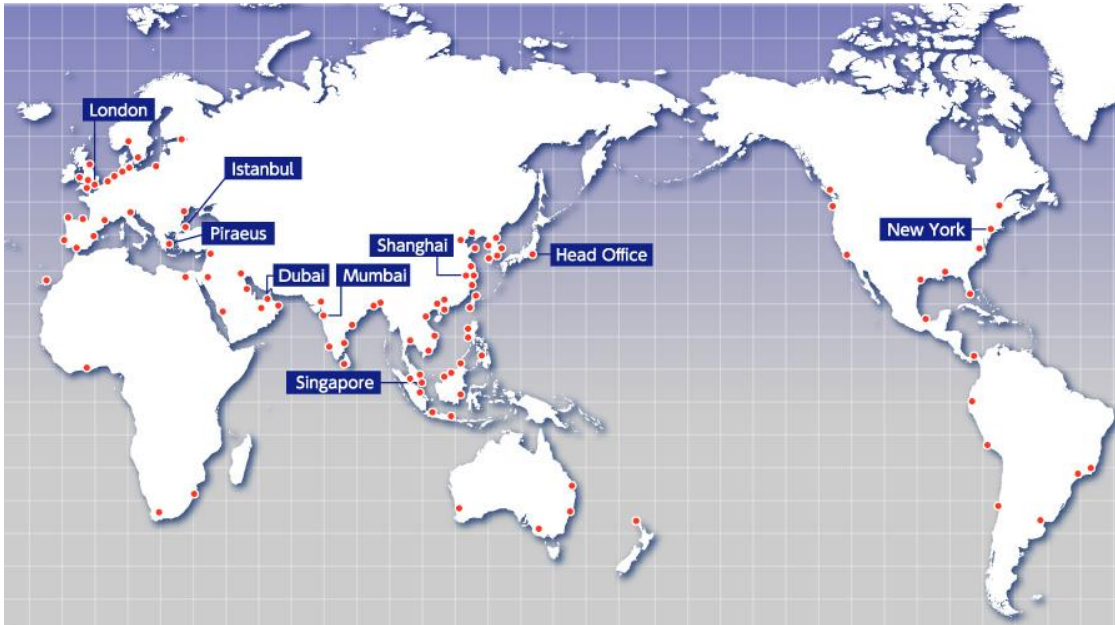 London
Istanbul
Piraeus
Shanghai
Head Office
New York
Dubai
Mumbai
Singapore